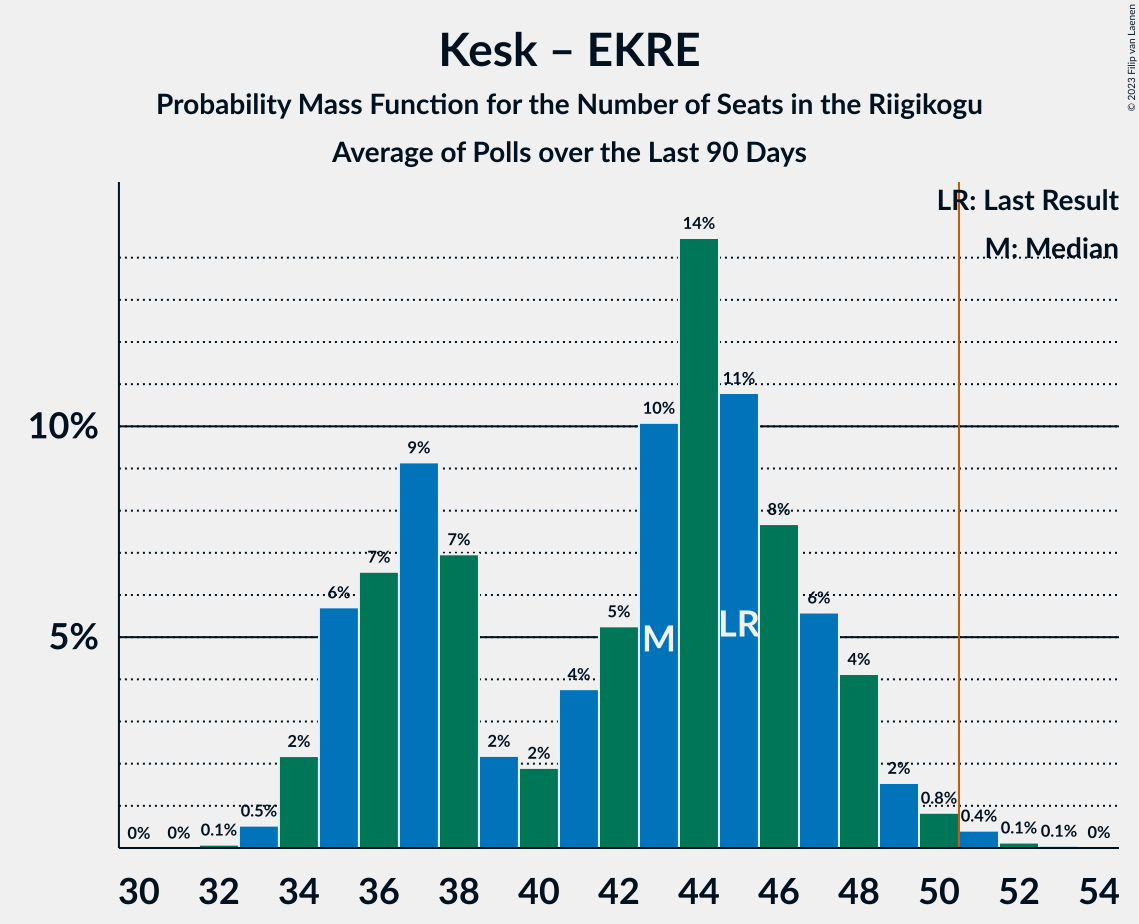 Kesk – EKRE
Probability Mass Function for the Number of Seats in the Riigikogu
Average of Polls over the Last 90 Days
© 2023 Filip van Laenen
LR: Last Result
M: Median
10%
5%
0% 0% 0.1% 0.5% 2% 6% 7% 9% 7% 2% 2% 4% 5% 10% 14% 11% 8% 6% 4% 2% 0.8% 0.4% 0.1% 0.1% 0%
M LR
30 32 34 36 38 40 42 44 46 48 50 52 54